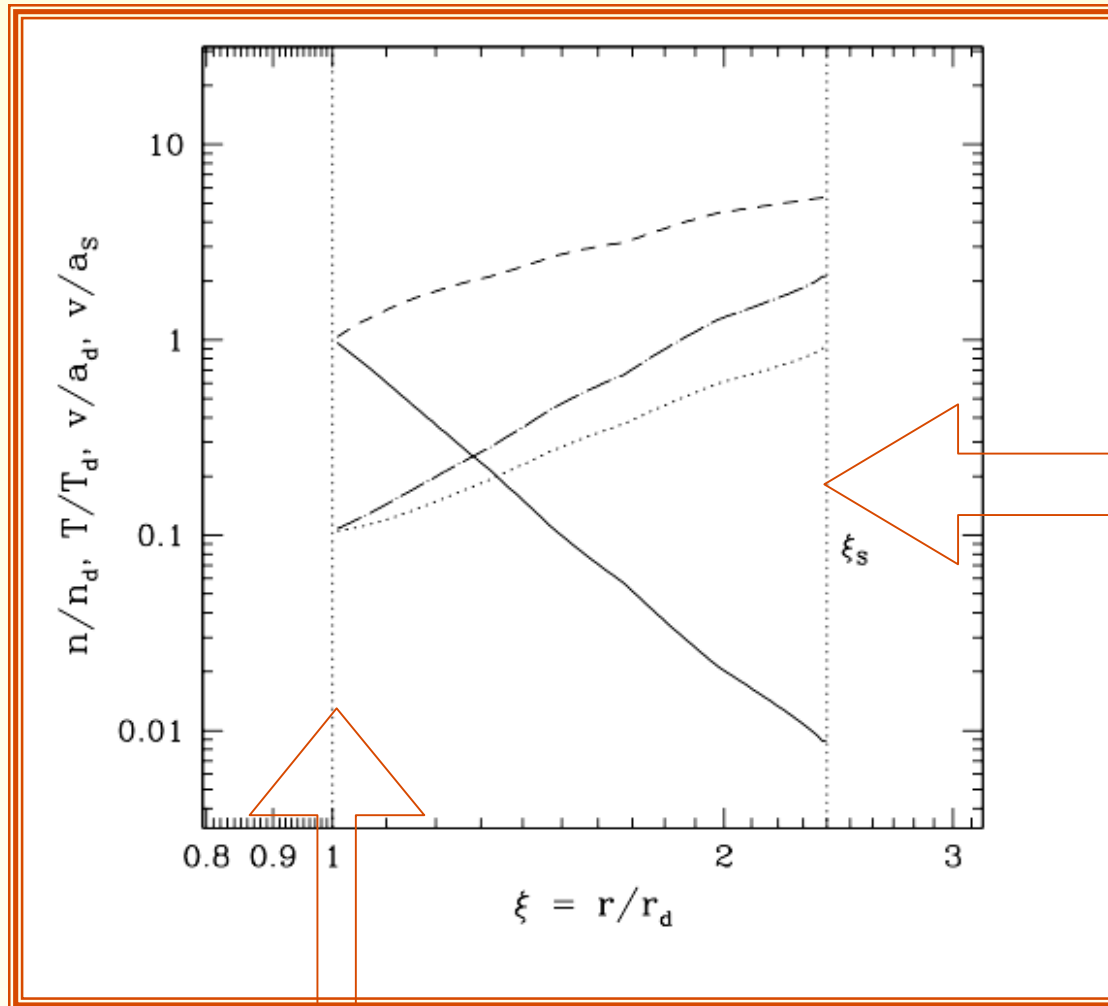 n/n_d, T/T_d, v/a_d, v/a_S
10
1
0.1
0.01
ξ_S
0.8 0.9 1 2 3
ξ = r/r_d